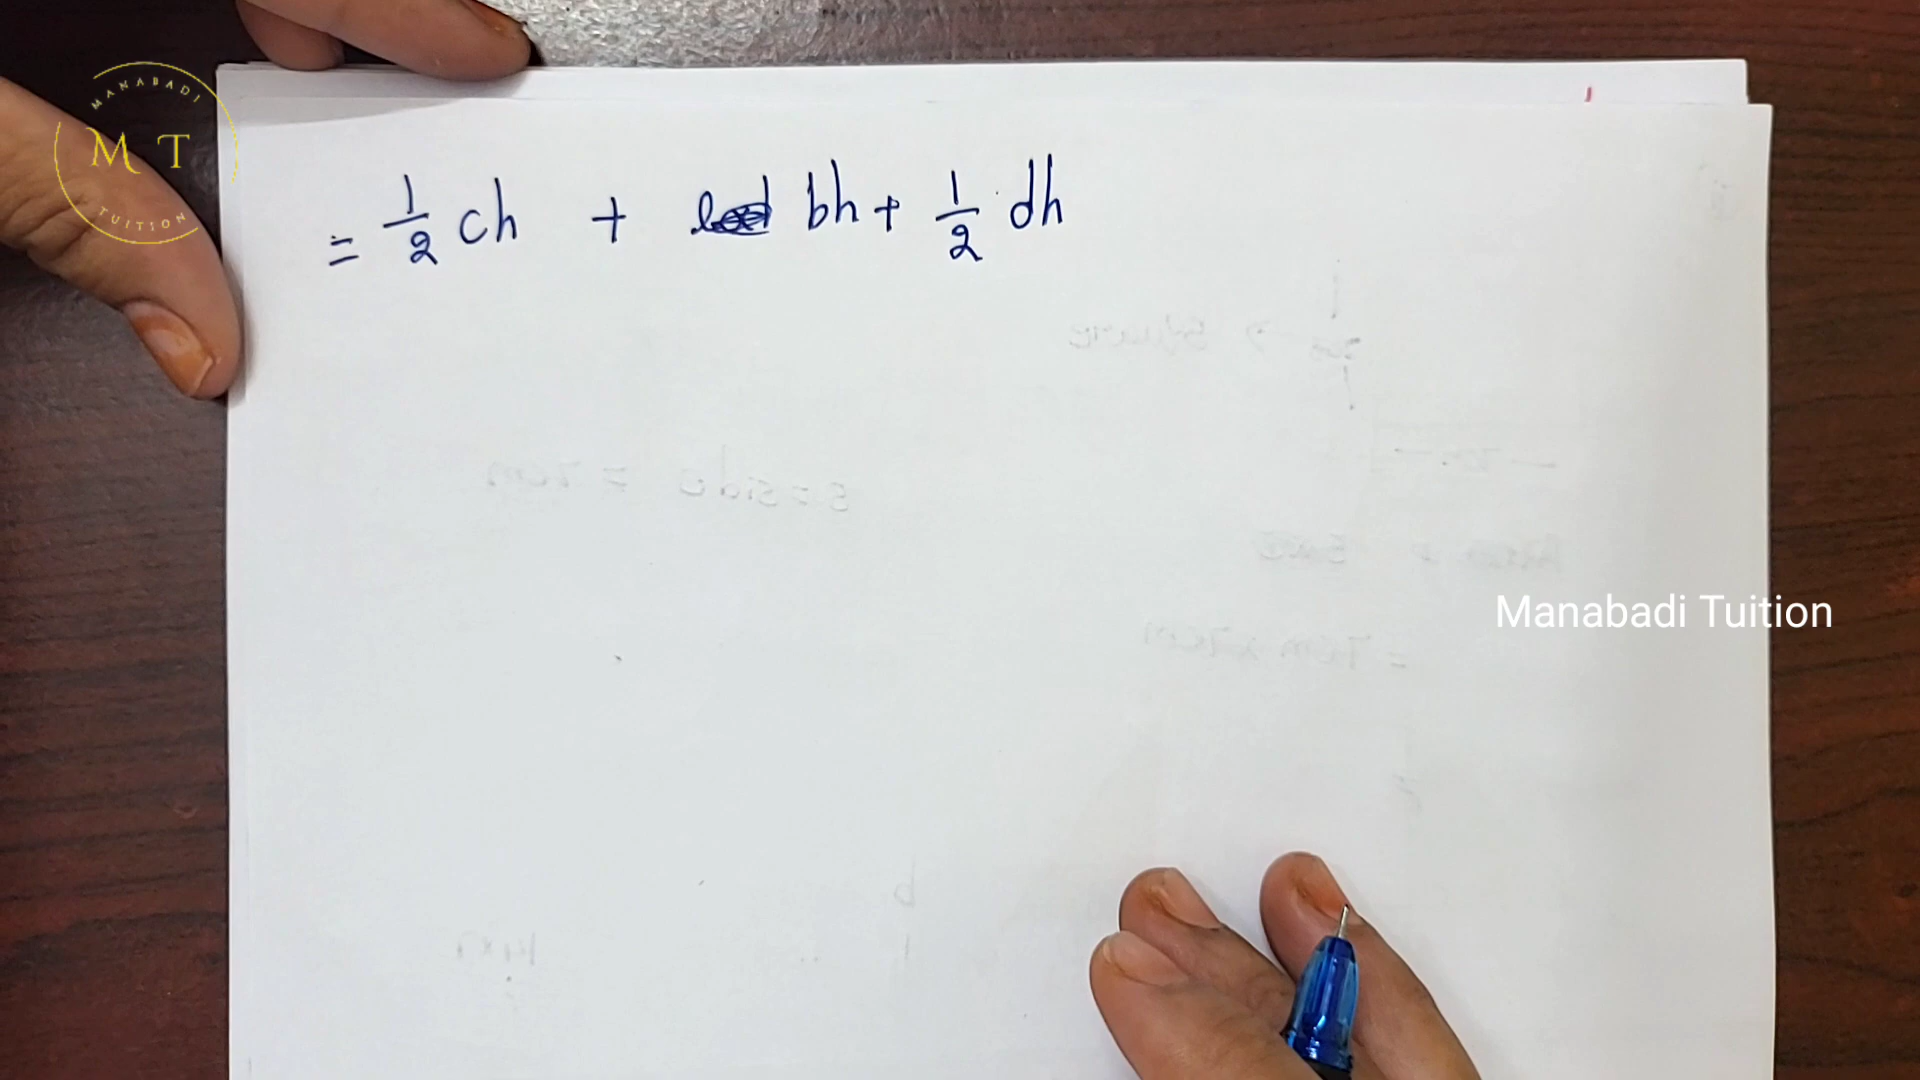 MANABADI
M T
TUITION
= 1/2 ch + bh + 1/2 dh
Manabadi Tuition